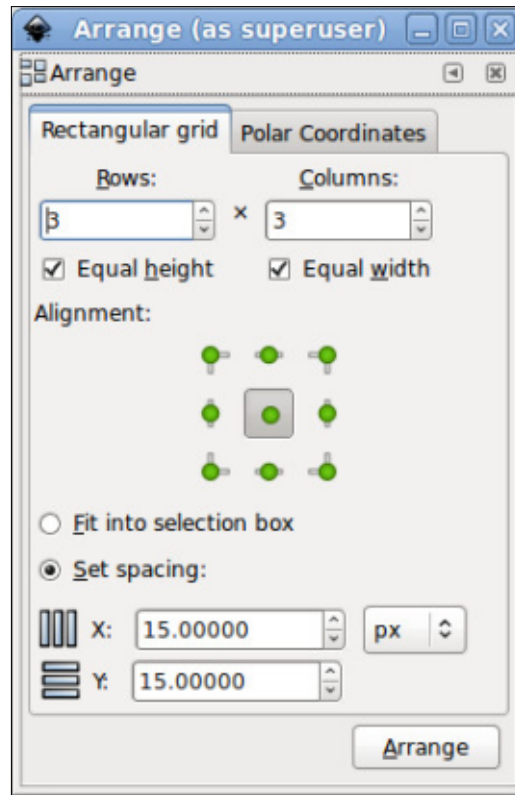 Arrange (as superuser)
Arrange
Rectangular grid Polar Coordinates
Rows: Columns:
3 × 3
Equal height Equal width
Alignment:
Fit into selection box
Set spacing:
X: 15.00000 px
Y: 15.00000
Arrange